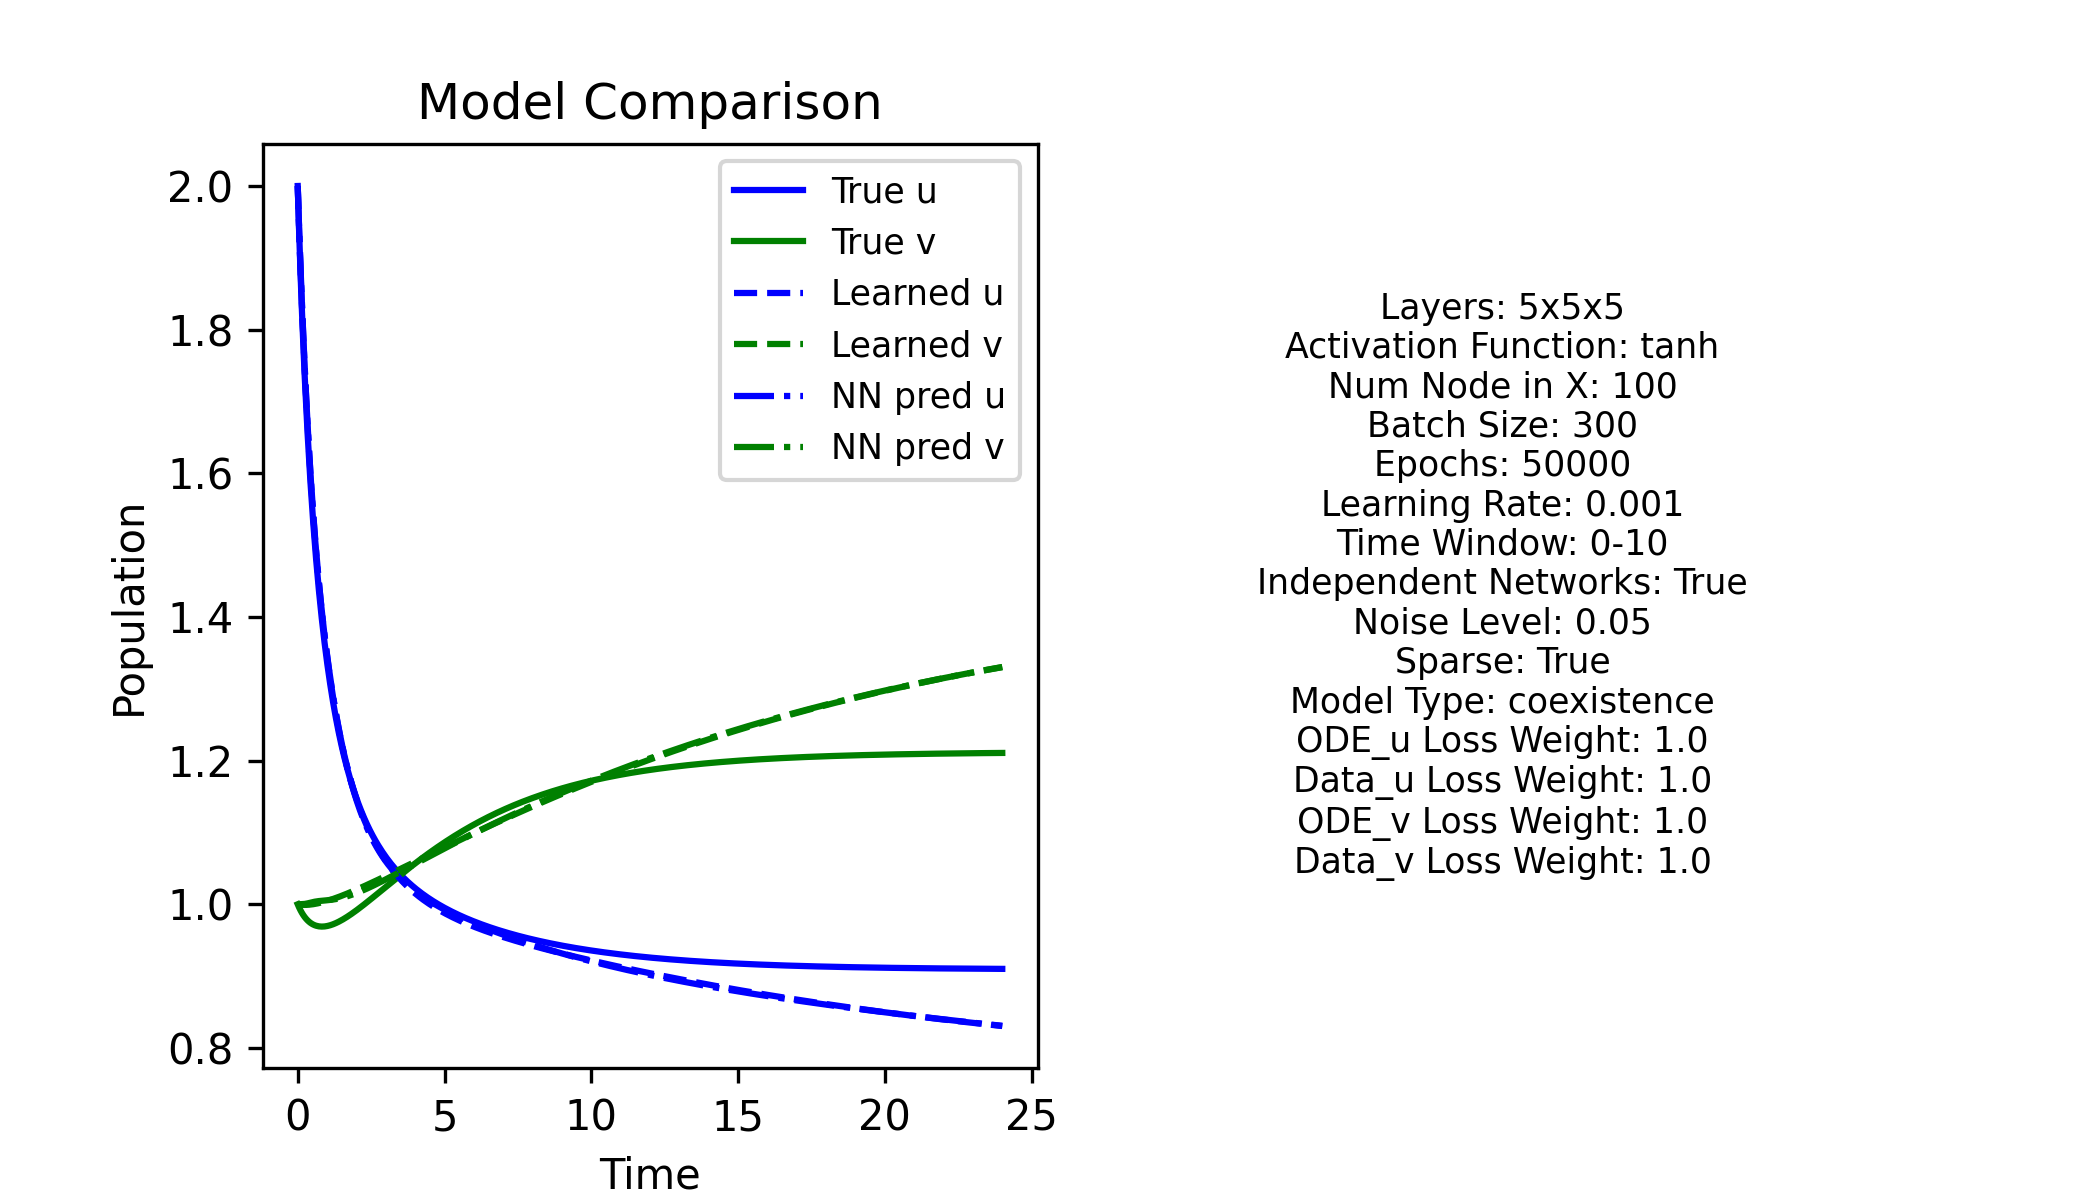 Model Comparison
Population
2.0
1.8
1.6
1.4
1.2
1.0
0.8
0
5
10
15
20
25
Time
True u
True v
Learned u
Learned v
NN pred u
NN pred v
Layers: 5x5x5
Activation Function: tanh
Num Node in X: 100
Batch Size: 300
Epochs: 50000
Learning Rate: 0.001
Time Window: 0-10
Independent Networks: True
Noise Level: 0.05
Sparse: True
Model Type: coexistence
ODE_u Loss Weight: 1.0
Data_u Loss Weight: 1.0
ODE_v Loss Weight: 1.0
Data_v Loss Weight: 1.0